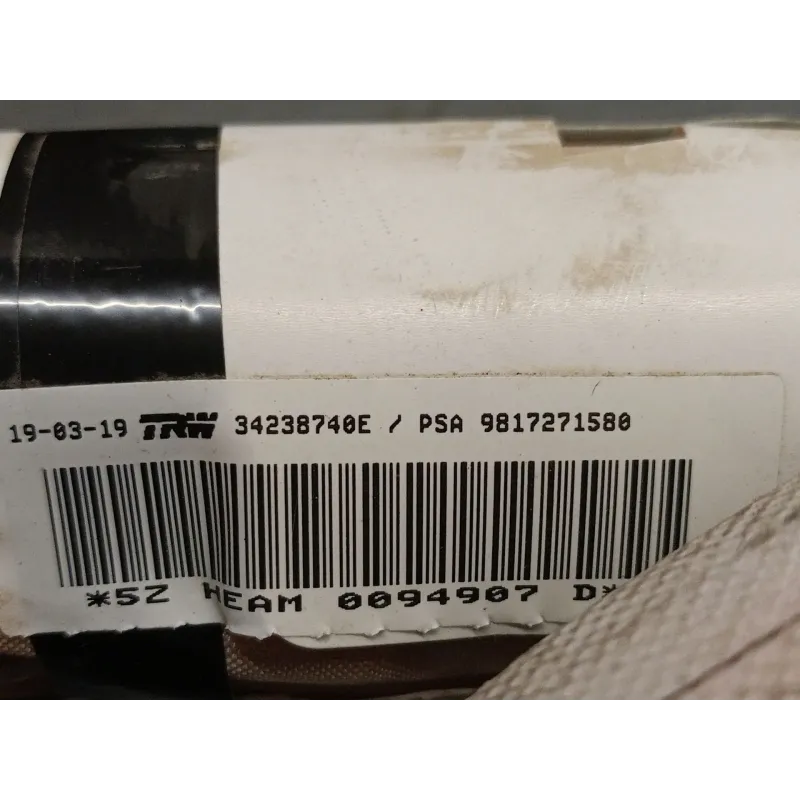 19-03-19 TRW 34238740E / PSA 9817271580
*5Z HEAM 0094907 D*